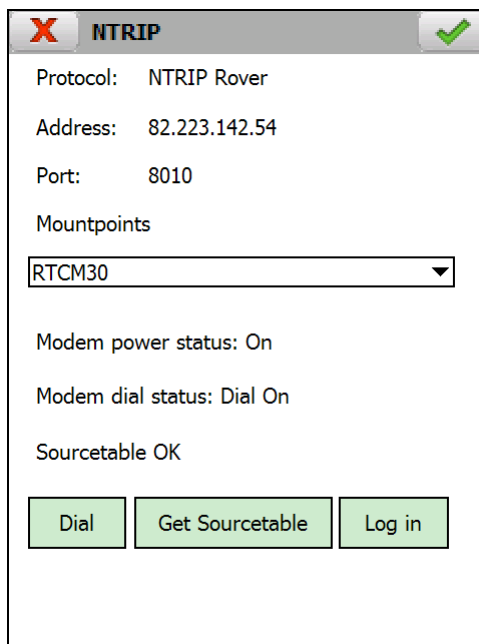 NTRIP
Protocol: NTRIP Rover
Address: 82.223.142.54
Port: 8010
Mountpoints
RTCM30
Modem power status: On
Modem dial status: Dial On
Sourcetable OK
Dial Get Sourcetable Log in